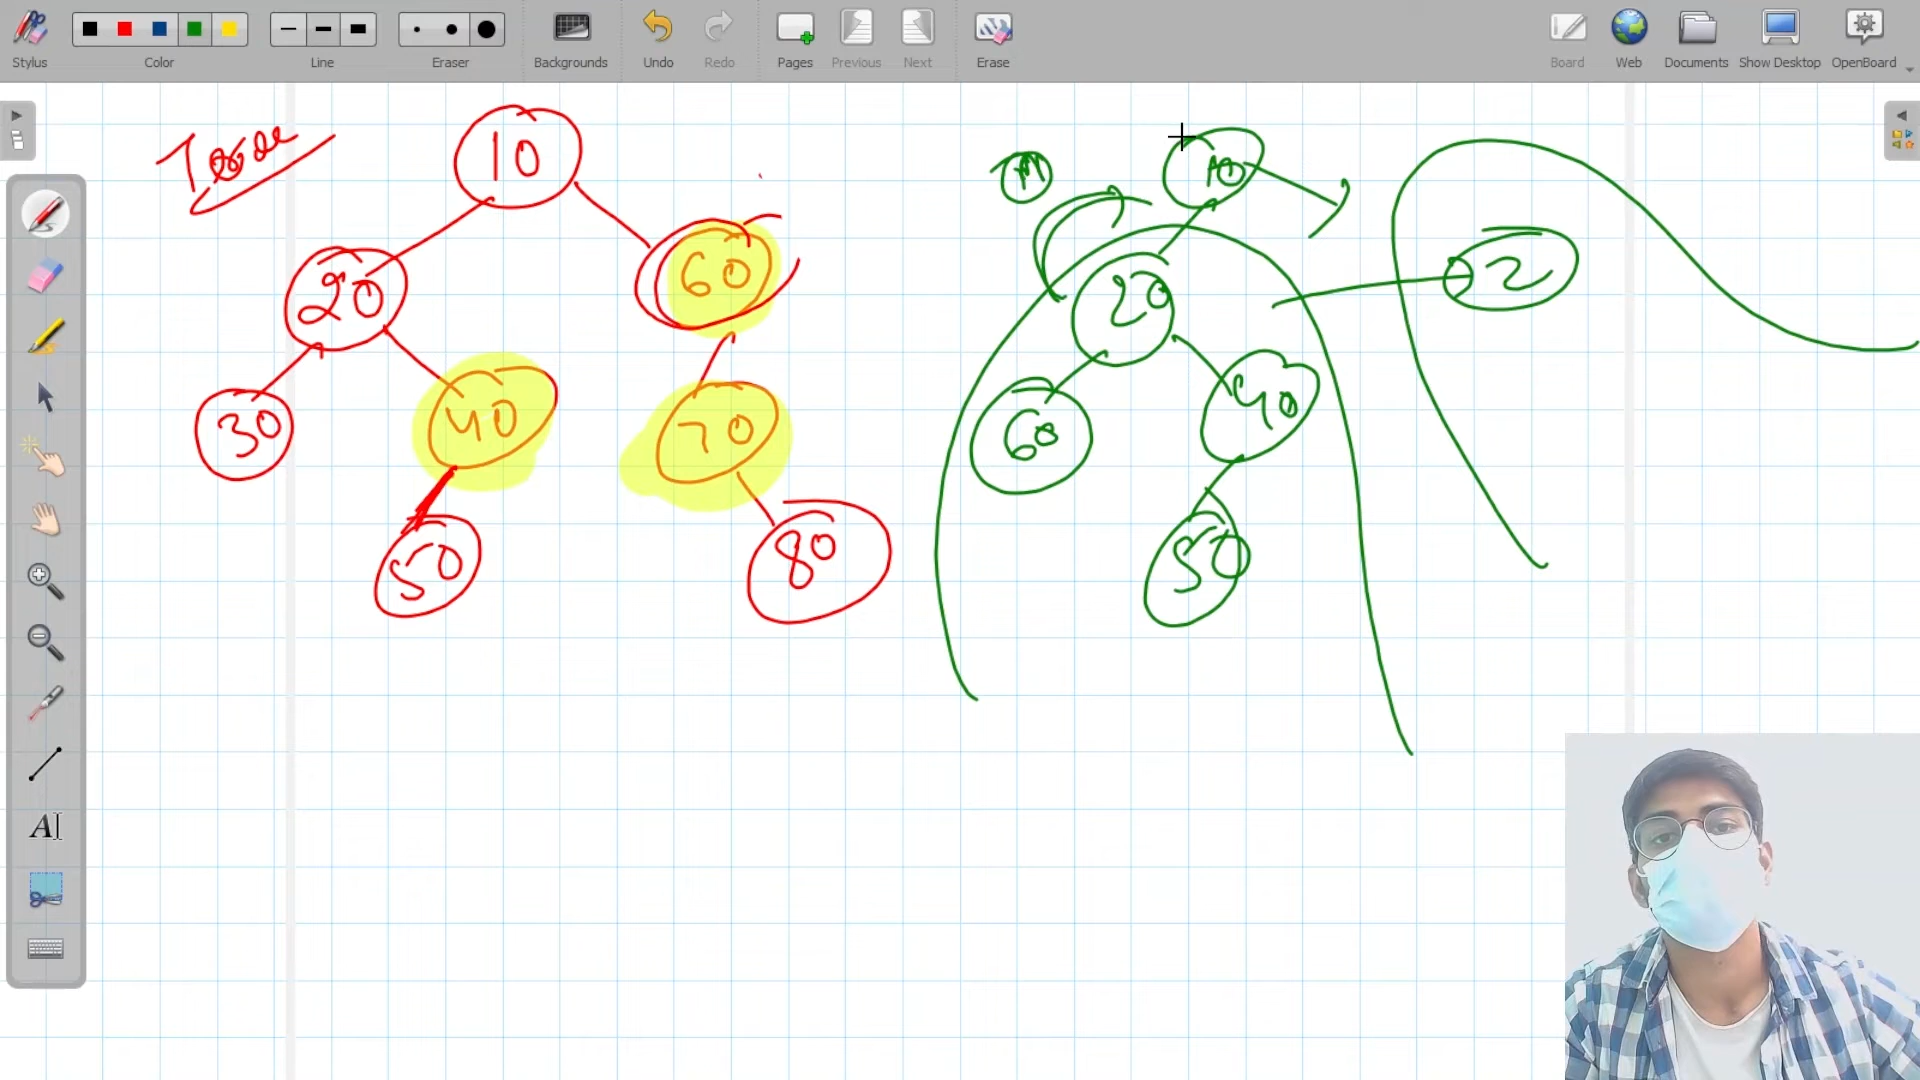 Stylus
Color
Line
Eraser
Backgrounds
Undo
Redo
Pages
Previous
Next
Erase
Board
Web
Documents
Show Desktop
OpenBoard
10
20
60
30
40
70
50
80
10
20
2
60
40
50
A